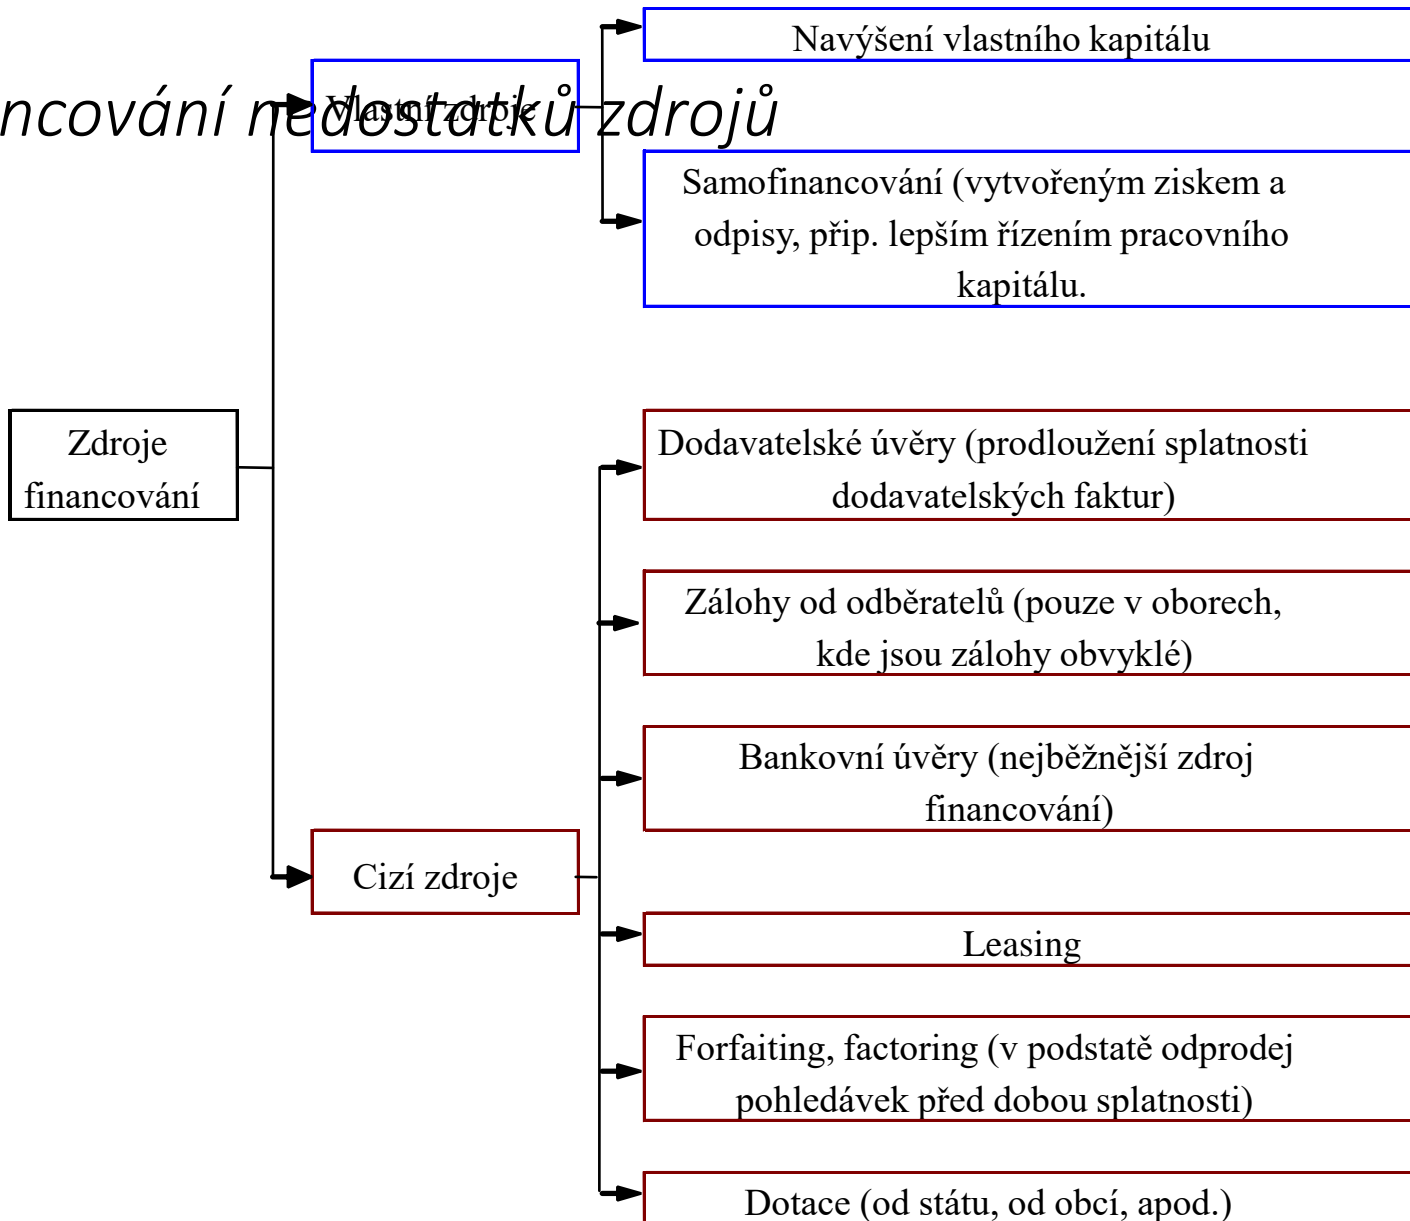 Navýšení vlastního kapitálu
ncování nedostatků zdrojů
Vlastní zdroje
Samofinancování (vytvořeným ziskem a
odpisy, přip. lepším řízením pracovního
kapitálu.
Zdroje
financování
Dodavatelské úvěry (prodloužení splatnosti
dodavatelských faktur)
Zálohy od odběratelů (pouze v oborech,
kde jsou zálohy obvyklé)
Bankovní úvěry (nejběžnější zdroj
financování)
Cizí zdroje
Leasing
Forfaiting, factoring (v podstatě odprodej
pohledávek před dobou splatnosti)
Dotace (od státu, od obcí, apod.)